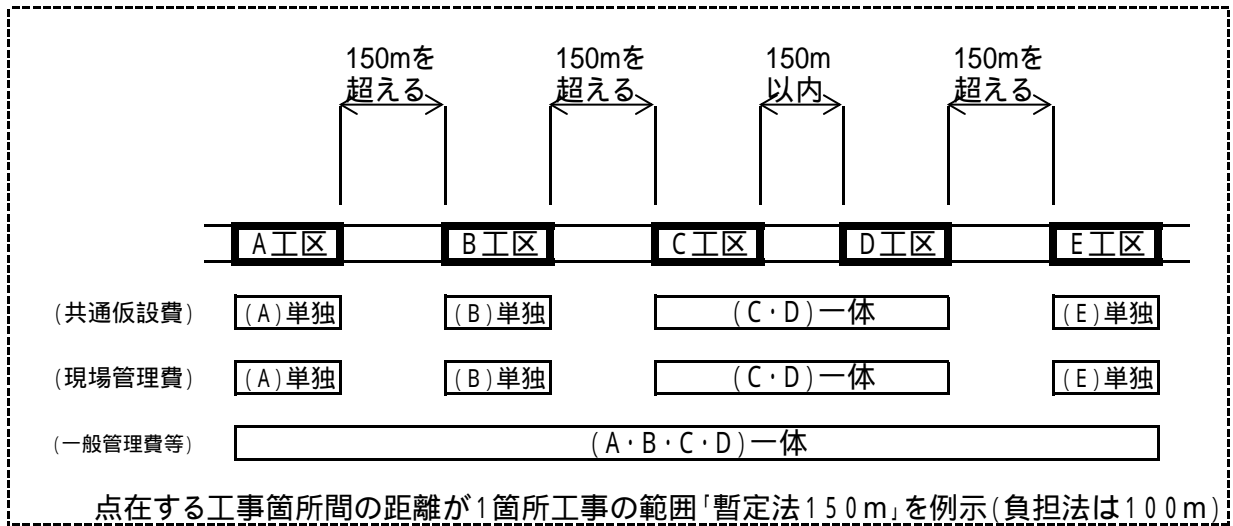 150mを 150mを 150m 150mを
超える 超える 以内 超える
A工区 B工区 C工区 D工区 E工区
(共通仮設費) (A)単独 (B)単独 (C・D)一体 (E)単独
(現場管理費) (A)単独 (B)単独 (C・D)一体 (E)単独
(一般管理費等) (A・B・C・D)一体
点在する工事箇所間の距離が1箇所工事の範囲「暫定法150m」を例示(負担法は100m)